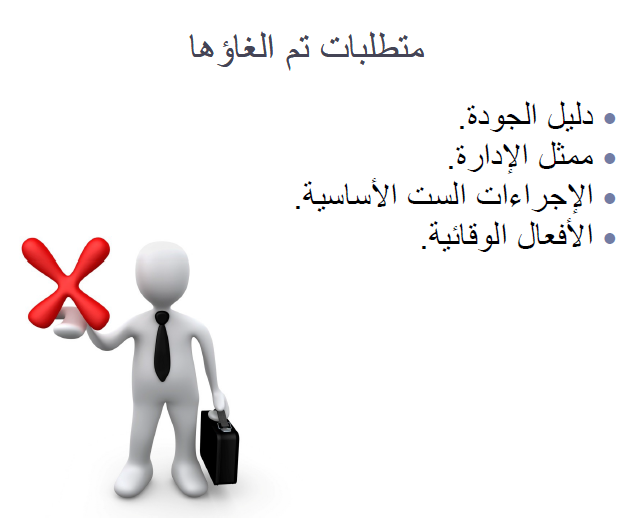 متطلبات تم الغاؤها
• دليل الجودة.
• ممثل الإدارة.
• الإجراءات الست الأساسية.
• الأفعال الوقائية.